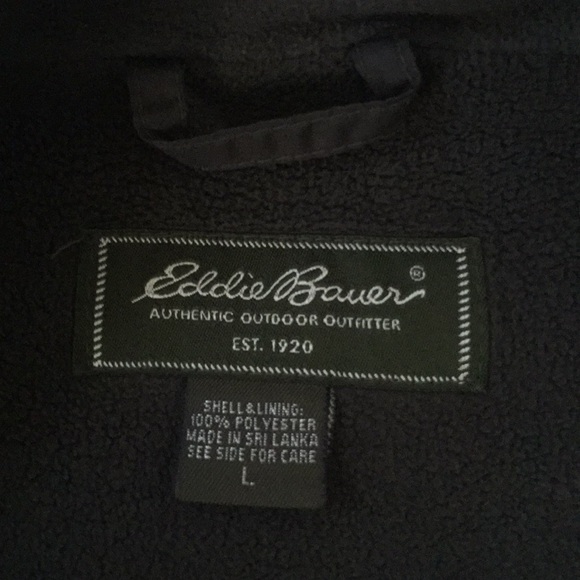 Eddie Bauer®
AUTHENTIC OUTDOOR OUTFITTER
EST. 1920
SHELL & LINING:
100% POLYESTER
MADE IN SRI LANKA
SEE SIDE FOR CARE
L